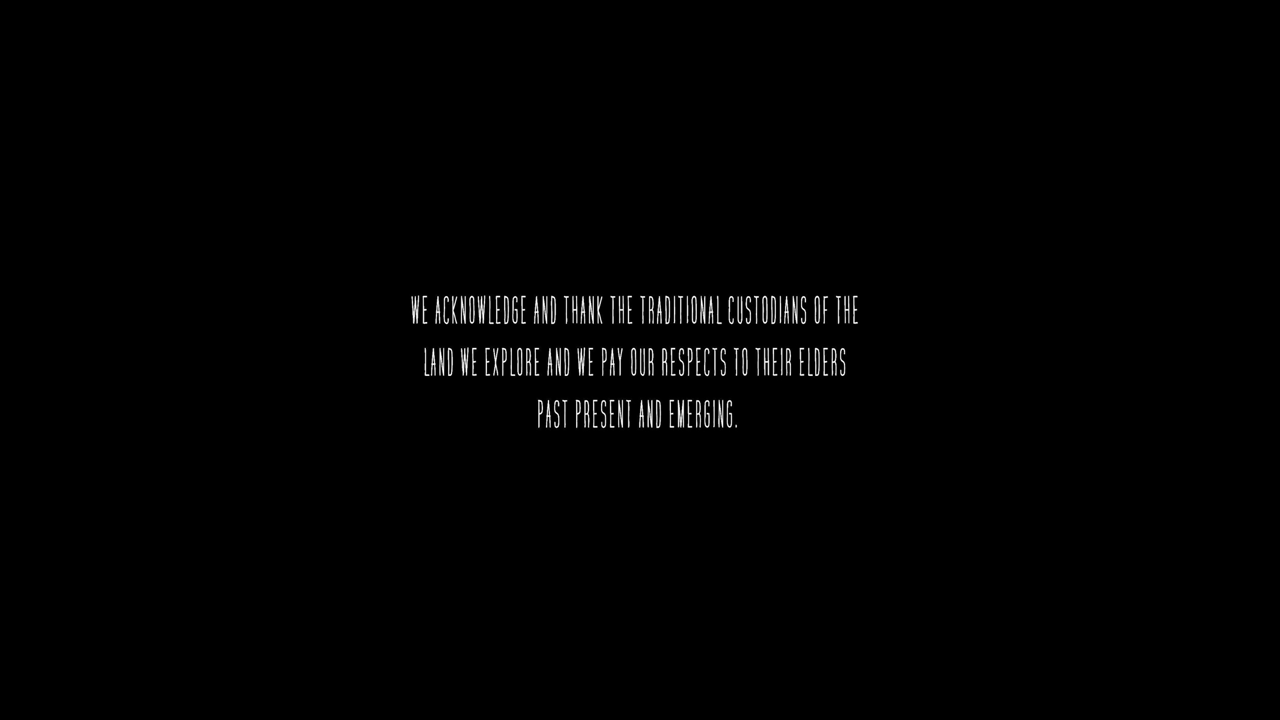 WE ACKNOWLEDGE AND THANK THE TRADITIONAL CUSTODIANS OF THE
LAND WE EXPLORE AND WE PAY OUR RESPECTS TO THEIR ELDERS
PAST PRESENT AND EMERGING.